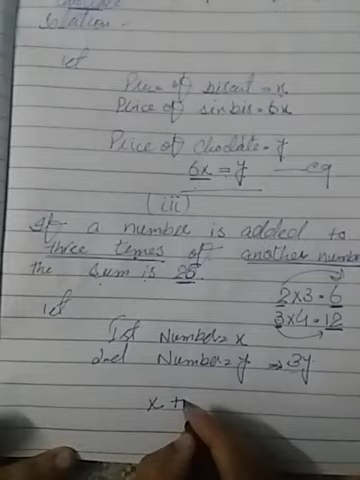 Solution -
let
Price of biscuit = x
Price of six bis = 6x
Price of Choclate = y
6x = y — eq
(iii)
If a number is added to
three times of another number
the sum is 25.
2x3=6
3x4=12
let
1st Number = x
2nd Number = y => 3y
x +